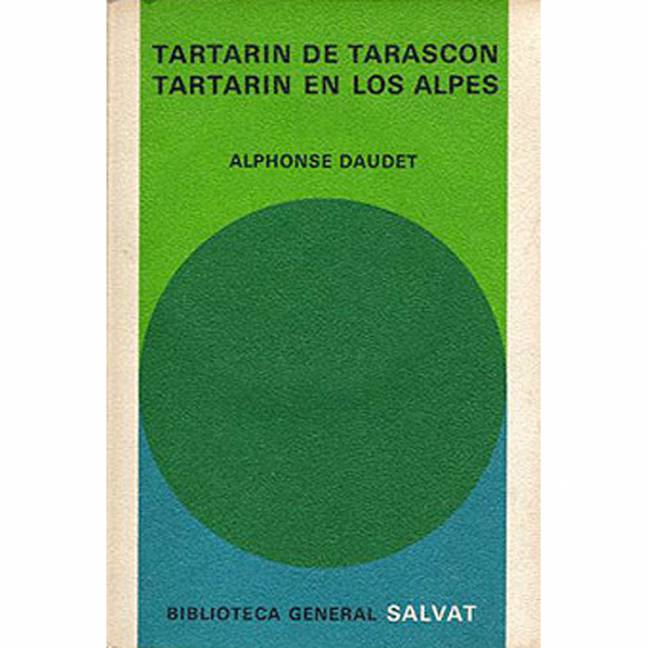 TARTARIN DE TARASCON
TARTARIN EN LOS ALPES
ALPHONSE DAUDET
BIBLIOTECA GENERAL SALVAT